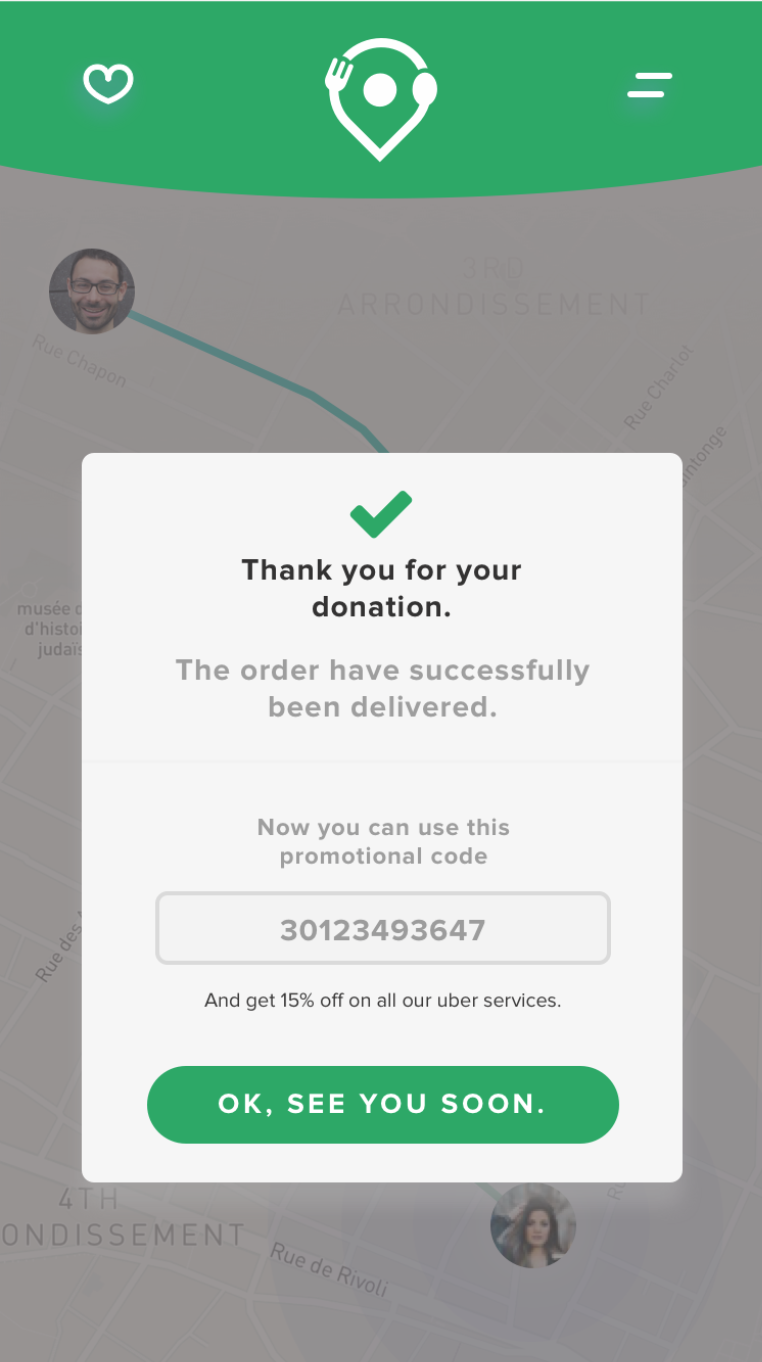 3RD
ARRONDISSEMENT
Rue Chapon
Rue Charlot
intonge
Thank you for your
donation.
The order have successfully
been delivered.
musée d
d'histoi
judaïs
Now you can use this
promotional code
30123493647
And get 15% off on all our uber services.
Rue des
OK, SEE YOU SOON.
4TH
ONDISSEMENT
Rue de Rivoli